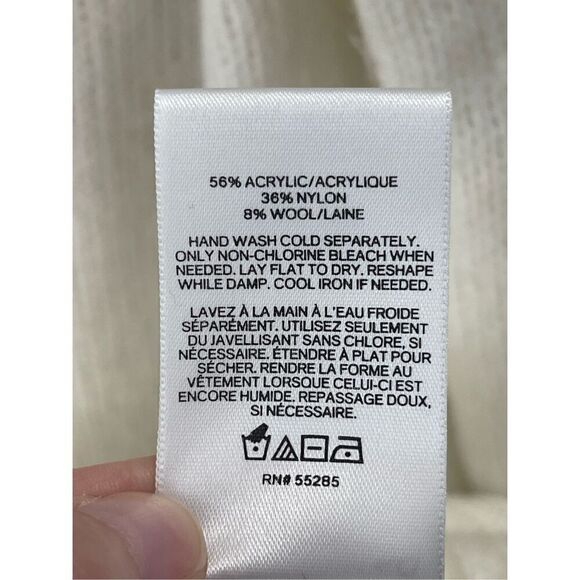 56% ACRYLIC/ACRYLIQUE
36% NYLON
8% WOOL/LAINE
HAND WASH COLD SEPARATELY.
ONLY NON-CHLORINE BLEACH WHEN
NEEDED. LAY FLAT TO DRY. RESHAPE
WHILE DAMP. COOL IRON IF NEEDED.
LAVEZ À LA MAIN À L'EAU FROIDE
SÉPARÉMENT. UTILISEZ SEULEMENT
DU JAVELLISANT SANS CHLORE, SI
NÉCESSAIRE. ÉTENDRE À PLAT POUR
SÉCHER. RENDRE LA FORME AU
VÊTEMENT LORSQUE CELUI-CI EST
ENCORE HUMIDE. REPASSAGE DOUX,
SI NÉCESSAIRE.
RN# 55285